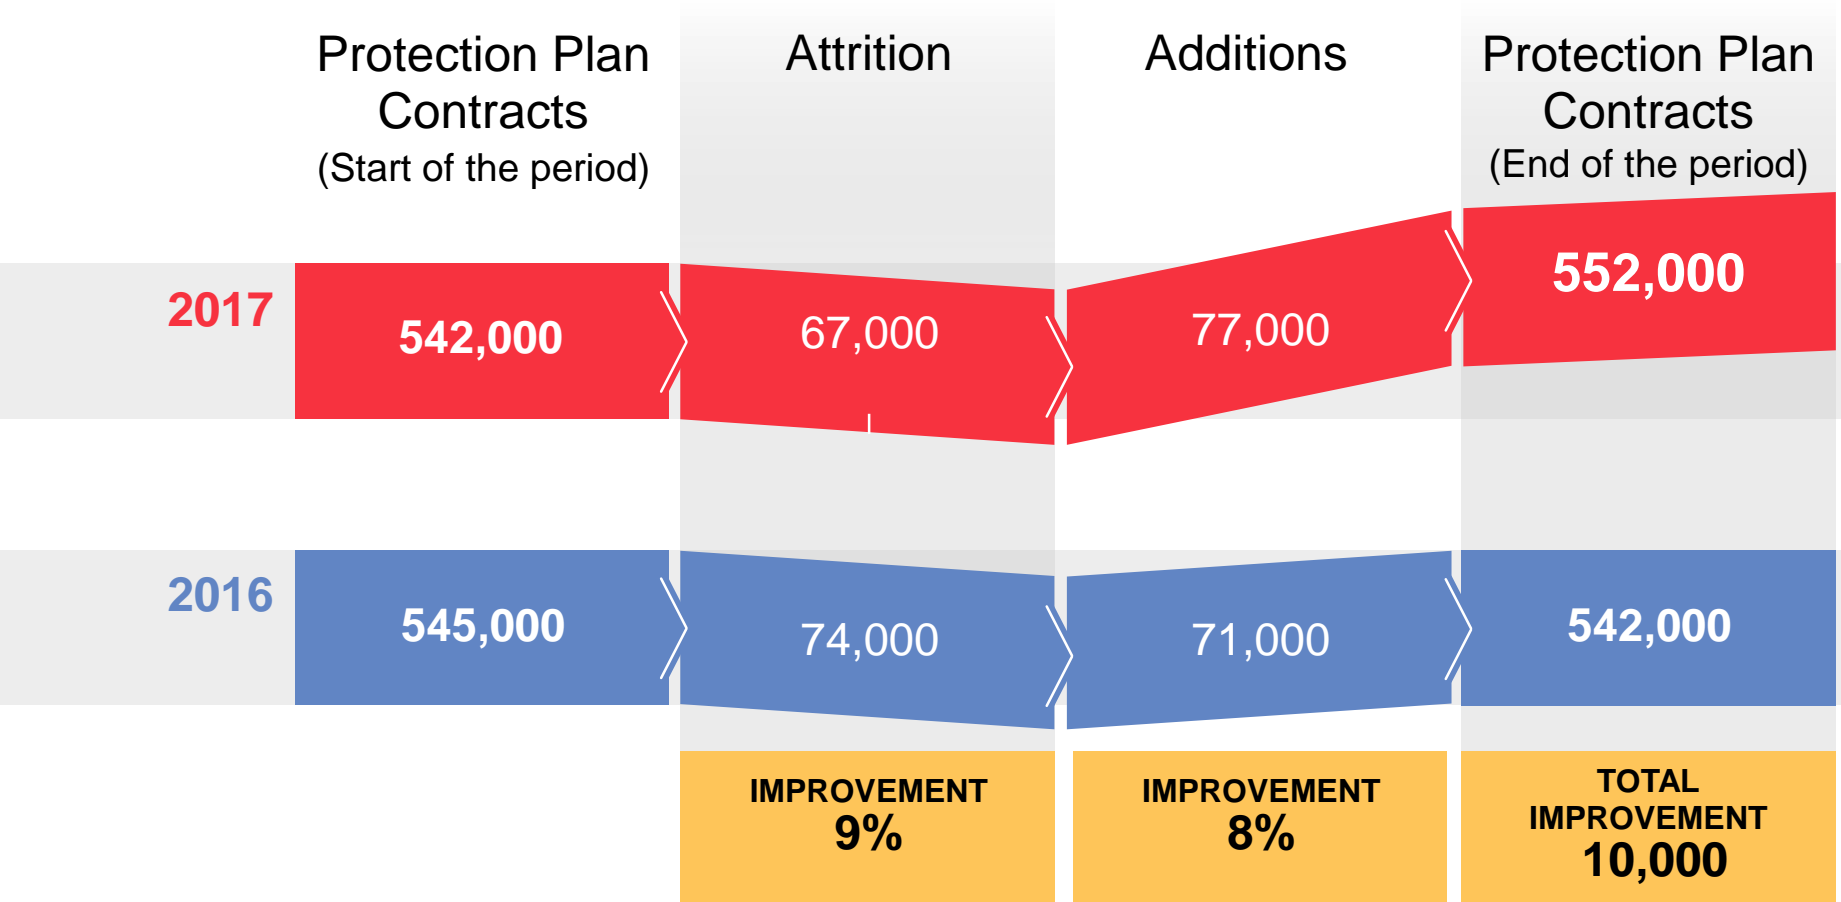 Protection Plan
Contracts
(Start of the period)
Attrition
Additions
Protection Plan
Contracts
(End of the period)
2017
542,000
67,000
77,000
552,000
2016
545,000
74,000
71,000
542,000
IMPROVEMENT
9%
IMPROVEMENT
8%
TOTAL
IMPROVEMENT
10,000